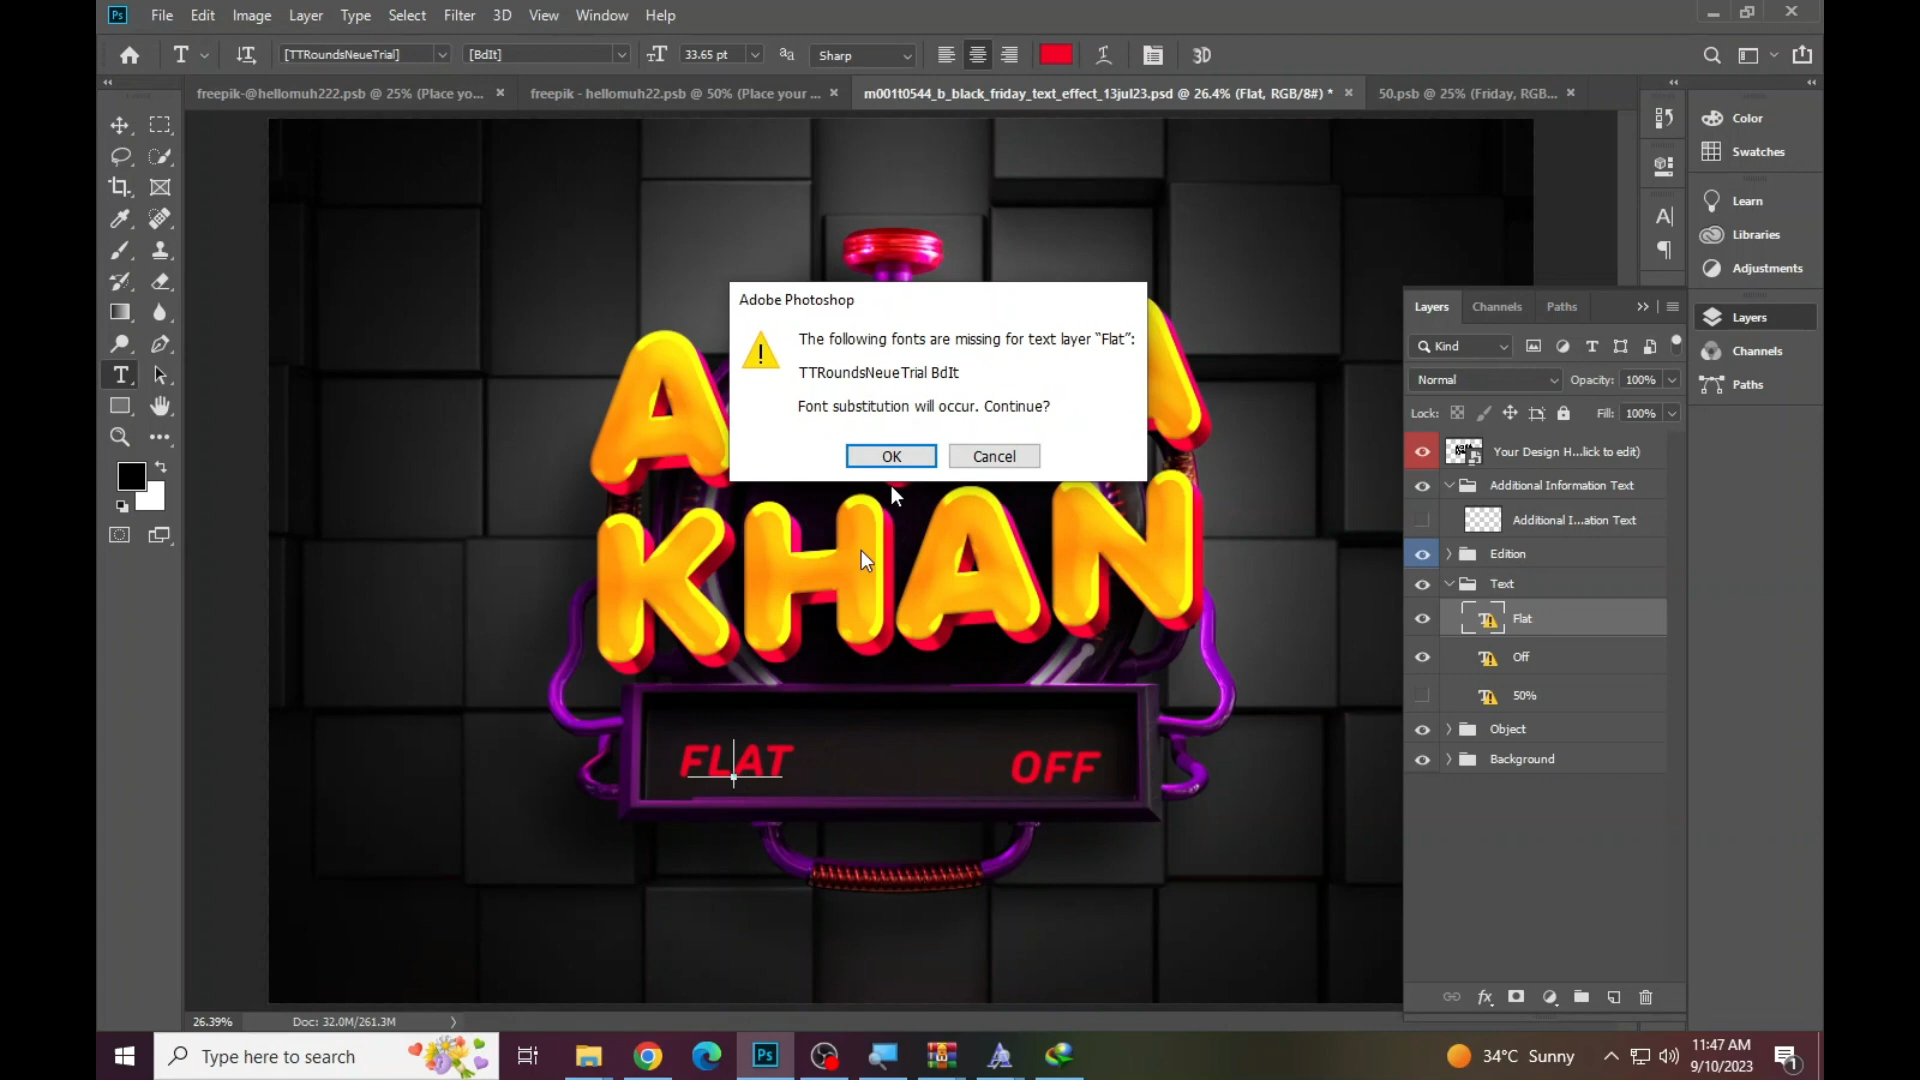 Ps File Edit Image Layer Type Select Filter 3D View Window Help
[TTRoundsNeueTrial] [BdIt] 33.65 pt aa Sharp 3D
freepik-@hellomuh222.psb @ 25% (Place yo... × freepik - hellomuh22.psb @ 50% (Place your ... × m001t0544_b_black_friday_text_effect_13jul23.psd @ 26.4% (Flat, RGB/8#) * × 50.psb @ 25% (Friday, RGB... ×
Color
Swatches
Learn
Libraries
Adjustments
Layers
Channels
Paths
Adobe Photoshop
The following fonts are missing for text layer “Flat”:
TTRoundsNeueTrial BdIt
Font substitution will occur. Continue?
OK Cancel
KHAN
FLAT OFF
Layers Channels Paths
Kind
Normal Opacity: 100%
Lock: Fill: 100%
Your Design H...lick to edit)
Additional Information Text
Additional I...ation Text
Edition
Text
Flat
Off
50%
Object
Background
26.39% Doc: 32.0M/261.3M
Type here to search
34°C Sunny
11:47 AM
9/10/2023
1